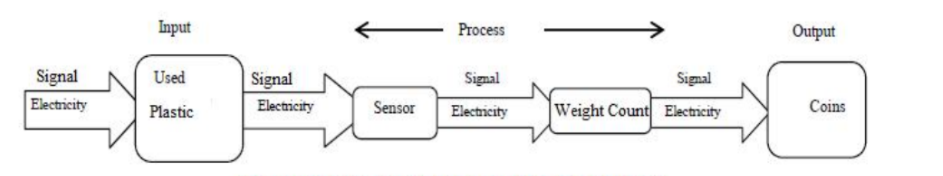 Input
Process
Output
Signal
Electricity
Used
Plastic
Signal
Electricity
Sensor
Signal
Electricity
Weight Count
Signal
Electricity
Coins